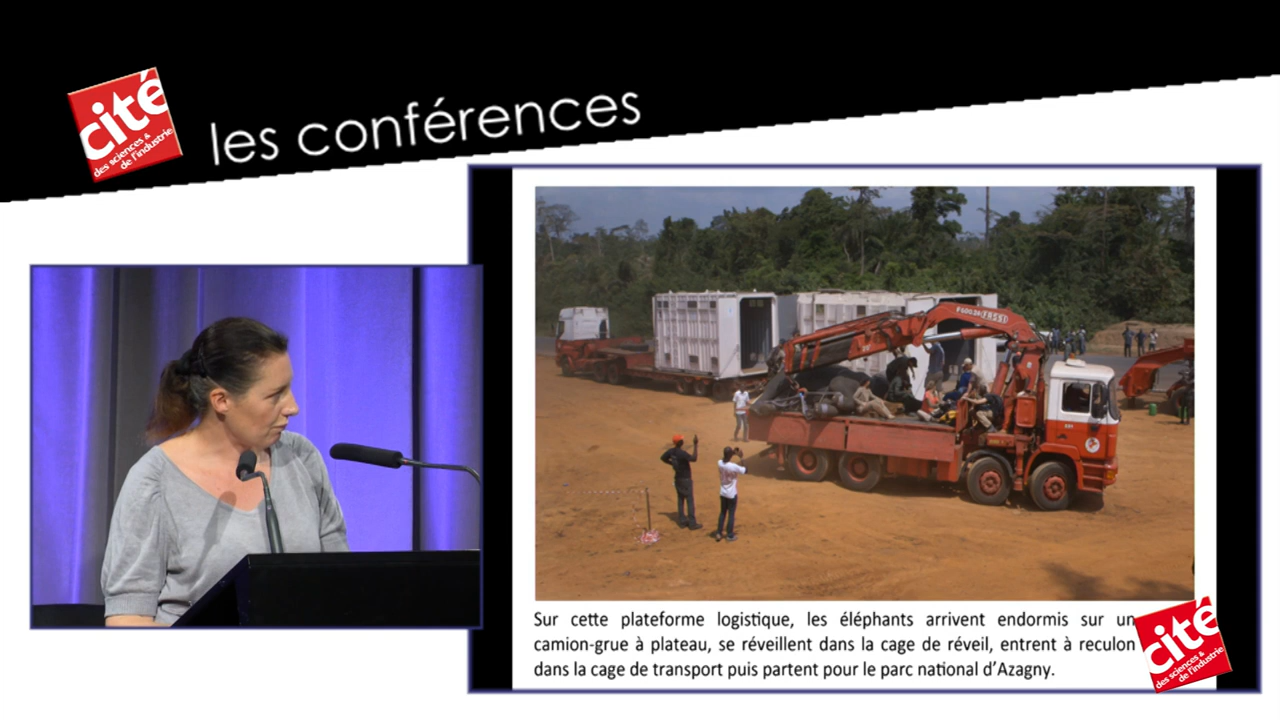 cité
des sciences &
de l'industrie
les conférences
FASSI
Sur cette plateforme logistique, les éléphants arrivent endormis sur un
camion-grue à plateau, se réveillent dans la cage de réveil, entrent à reculon
dans la cage de transport puis partent pour le parc national d'Azagny.
cité
des sciences &
de l'industrie